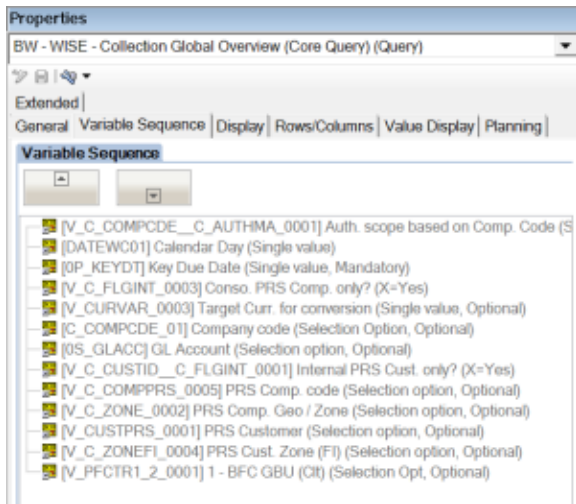 Properties
BW - WISE - Collection Global Overview (Core Query) (Query)
Extended
General Variable Sequence Display Rows/Columns Value Display Planning
Variable Sequence
[V_C_COMPCDE__C_AUTHMA_0001] Auth. scope based on Comp. Code (S
[DATEWC01] Calendar Day (Single value)
[0P_KEYDT] Key Due Date (Single value, Mandatory)
[V_C_FLGINT_0003] Conso. PRS Comp. only? (X=Yes)
[V_CURVAR_0003] Target Curr. for conversion (Single value, Optional)
[C_COMPCDE_01] Company code (Selection Option, Optional)
[0S_GLACC] GL Account (Selection option, Optional)
[V_C_CUSTID__C_FLGINT_0001] Internal PRS Cust. only? (X=Yes)
[V_C_COMPPRS_0005] PRS Comp. code (Selection option, Optional)
[V_C_ZONE_0002] PRS Comp. Geo / Zone (Selection option, Optional)
[V_CUSTPRS_0001] PRS Customer (Selection option, Optional)
[V_C_ZONEFI_0004] PRS Cust. Zone (FI) (Selection option, Optional)
[V_PFCTR1_2_0001] 1 - BFC GBU (Clt) (Selection Opt, Optional)